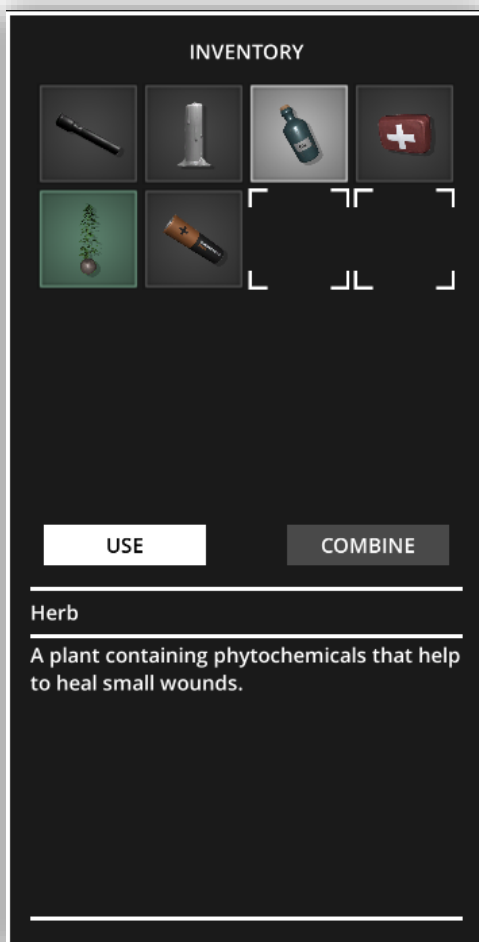 INVENTORY
USE
COMBINE
Herb
A plant containing phytochemicals that help
to heal small wounds.